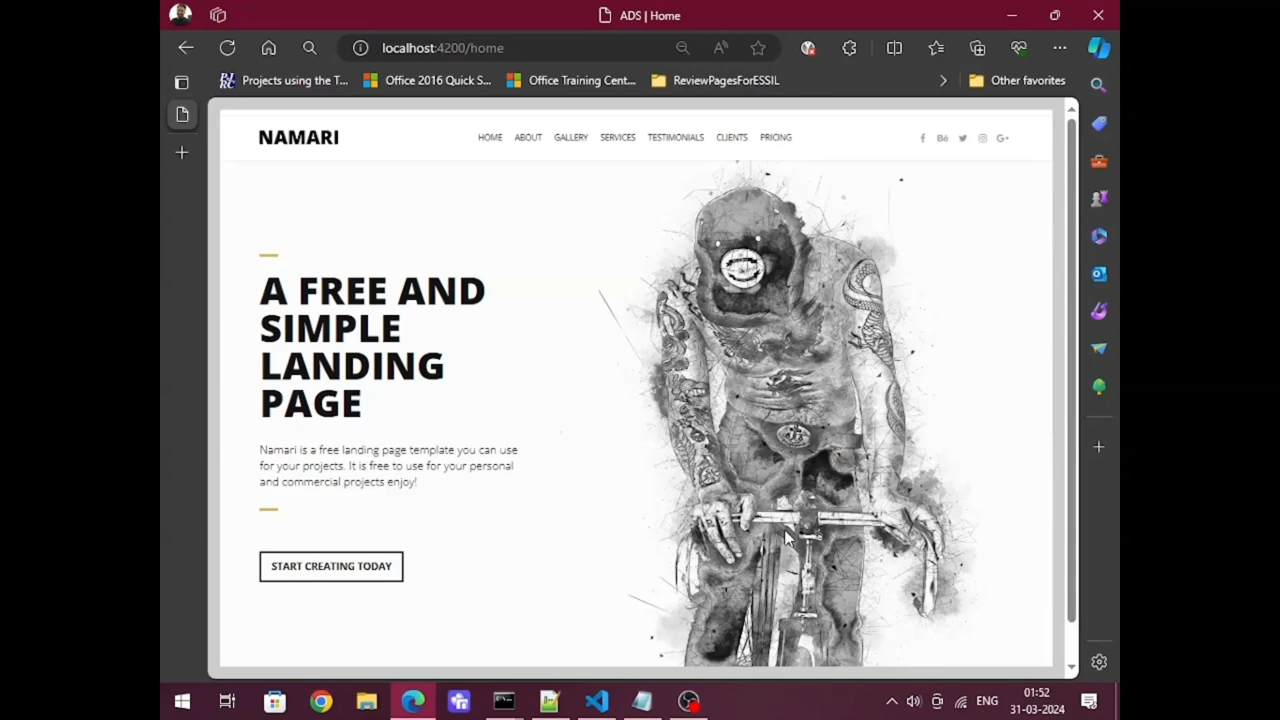 ADS | Home
localhost:4200/home
Projects using the T...
Office 2016 Quick S...
Office Training Cent...
ReviewPagesForESSIL
Other favorites
NAMARI
HOME ABOUT GALLERY SERVICES TESTIMONIALS CLIENTS PRICING
A FREE AND
SIMPLE
LANDING
PAGE
Namari is a free landing page template you can use
for your projects. It is free to use for your personal
and commercial projects enjoy!
START CREATING TODAY
ENG
01:52
31-03-2024